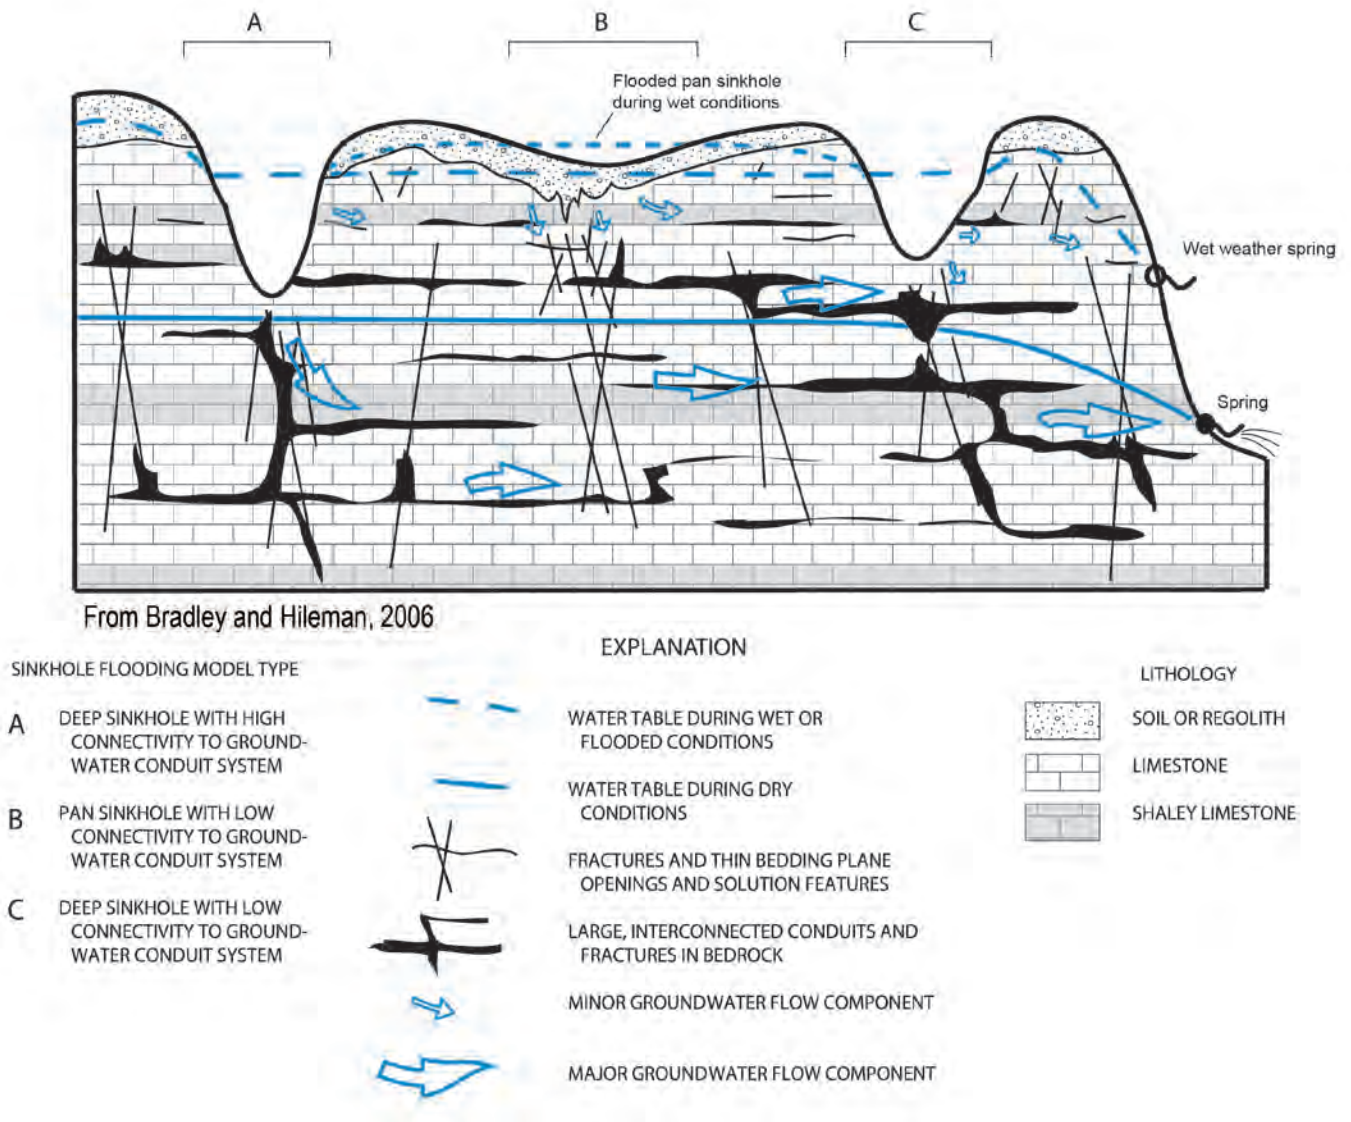 A
B
C
Flooded pan sinkhole
during wet conditions
Wet weather spring
Spring
From Bradley and Hileman, 2006
EXPLANATION
SINKHOLE FLOODING MODEL TYPE
A
DEEP SINKHOLE WITH HIGH
CONNECTIVITY TO GROUND-
WATER CONDUIT SYSTEM
B
PAN SINKHOLE WITH LOW
CONNECTIVITY TO GROUND-
WATER CONDUIT SYSTEM
C
DEEP SINKHOLE WITH LOW
CONNECTIVITY TO GROUND-
WATER CONDUIT SYSTEM
WATER TABLE DURING WET OR
FLOODED CONDITIONS
WATER TABLE DURING DRY
CONDITIONS
FRACTURES AND THIN BEDDING PLANE
OPENINGS AND SOLUTION FEATURES
LARGE, INTERCONNECTED CONDUITS AND
FRACTURES IN BEDROCK
MINOR GROUNDWATER FLOW COMPONENT
MAJOR GROUNDWATER FLOW COMPONENT
LITHOLOGY
SOIL OR REGOLITH
LIMESTONE
SHALEY LIMESTONE